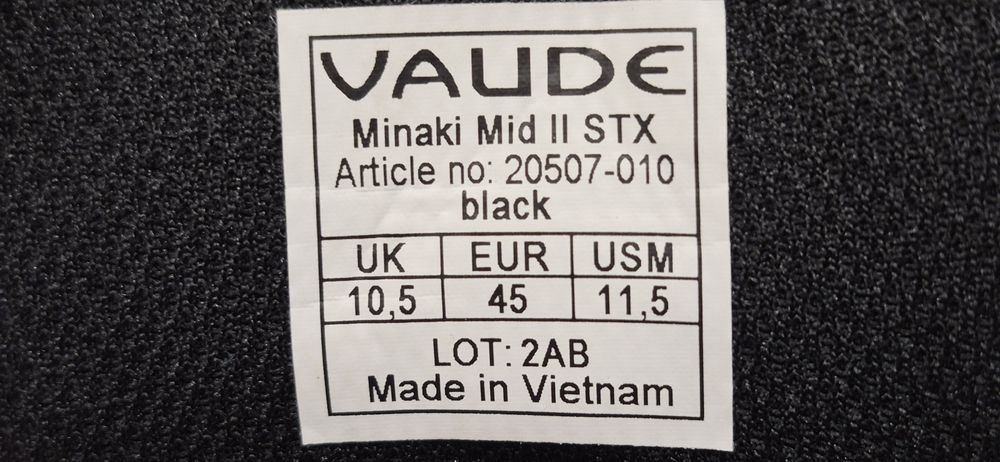 VAUDE
Minaki Mid II STX
Article no: 20507-010
black
UK EUR USM
10,5 45 11,5
LOT: 2AB
Made in Vietnam